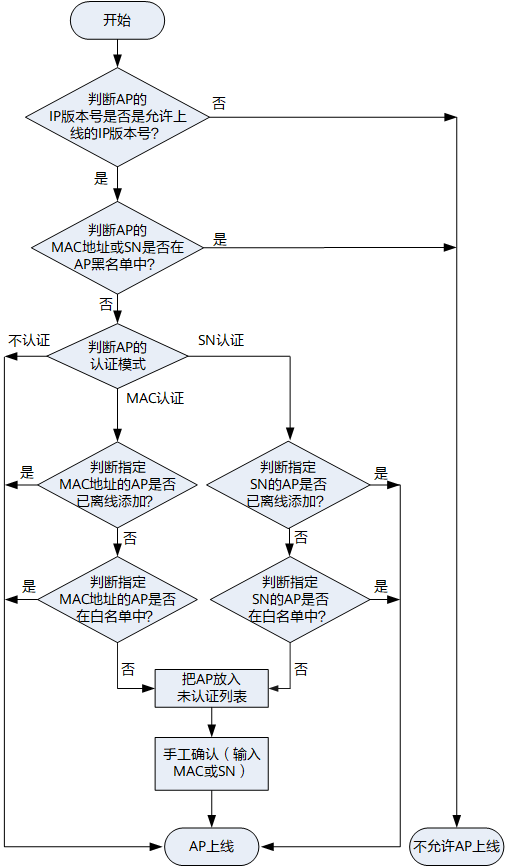 开始
判断AP的
IP版本号是否是允许上
线的IP版本号？
否
是
判断AP的
MAC地址或SN是否在
AP黑名单中？
是
否
判断AP的
认证模式
不认证
SN认证
MAC认证
判断指定
MAC地址的AP是否
已离线添加？
是
否
判断指定
SN的AP是否
已离线添加？
是
否
判断指定
MAC地址的AP是否
在白名单中？
是
否
判断指定
SN的AP是否
在白名单中？
是
否
把AP放入
未认证列表
手工确认（输入
MAC或SN）
AP上线
不允许AP上线